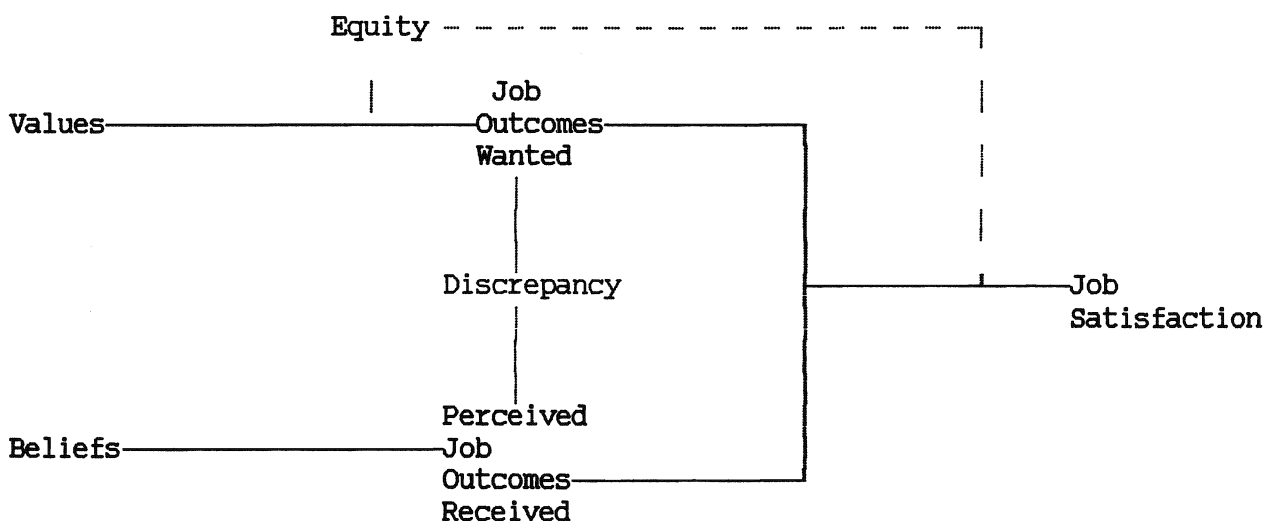 Equity
Job
Values Outcomes
Wanted
Discrepancy Job
Satisfaction
Perceived
Beliefs Job
Outcomes
Received